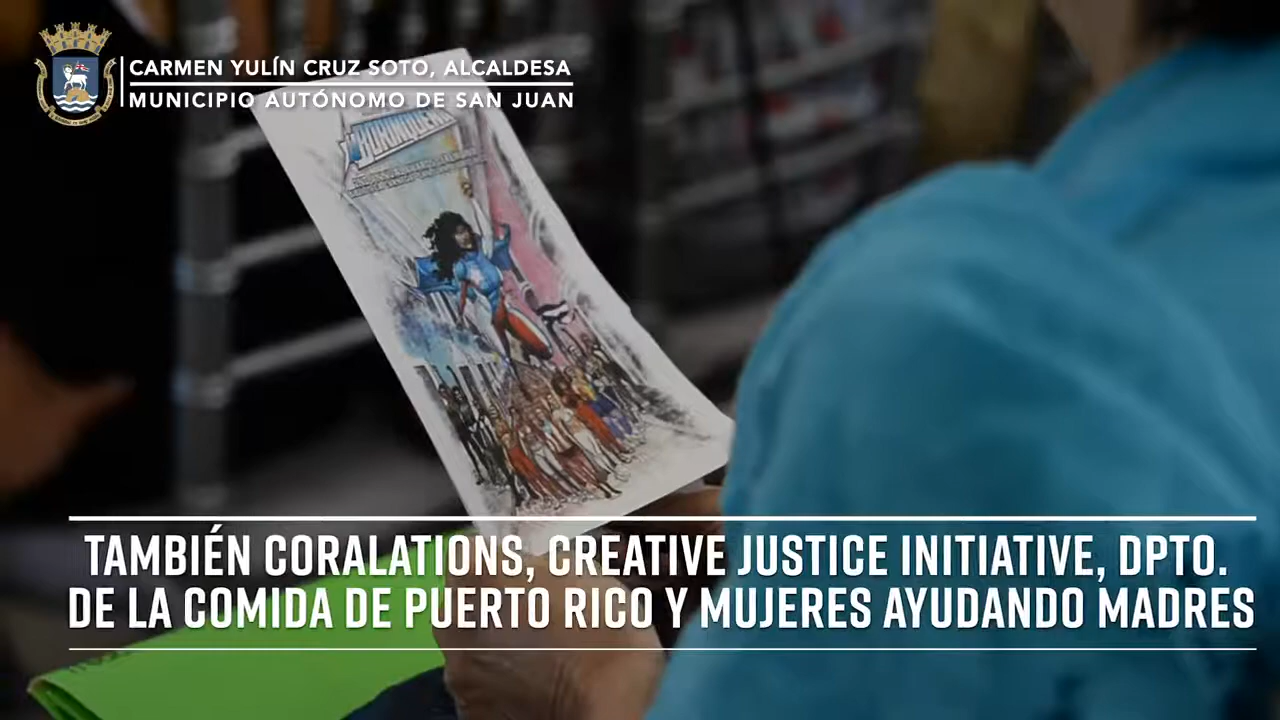 CARMEN YULÍN CRUZ SOTO, ALCALDESA
MUNICIPIO AUTÓNOMO DE SAN JUAN
TAMBIÉN CORALATIONS, CREATIVE JUSTICE INITIATIVE, DPTO.
DE LA COMIDA DE PUERTO RICO Y MUJERES AYUDANDO MADRES